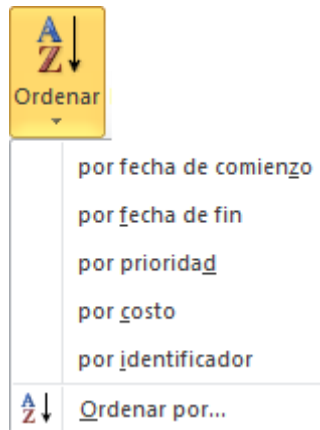 A
Z
Ordenar
por fecha de comienzo
por fecha de fin
por prioridad
por costo
por identificador
A
Z
Ordenar por...